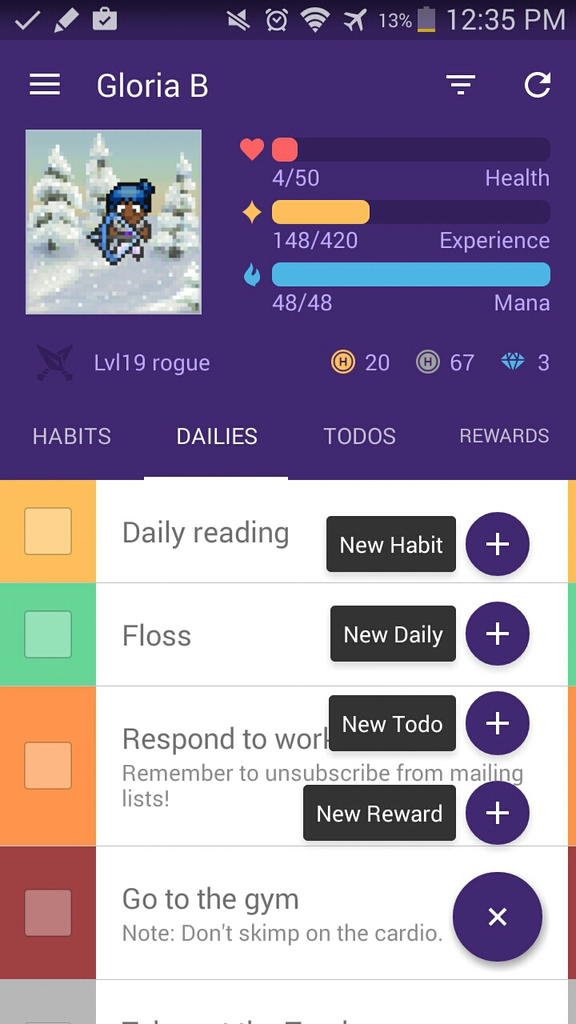 13% 12:35 PM
Gloria B
4/50 Health
148/420 Experience
48/48 Mana
Lvl19 rogue H 20 H 67 3
HABITS DAILIES TODOS REWARDS
Daily reading
New Habit
Floss
New Daily
New Todo
Respond to
Remember to unsubscribe from mailing
lists!
New Reward
Go to the gym
Note: Don't skimp on the cardio.